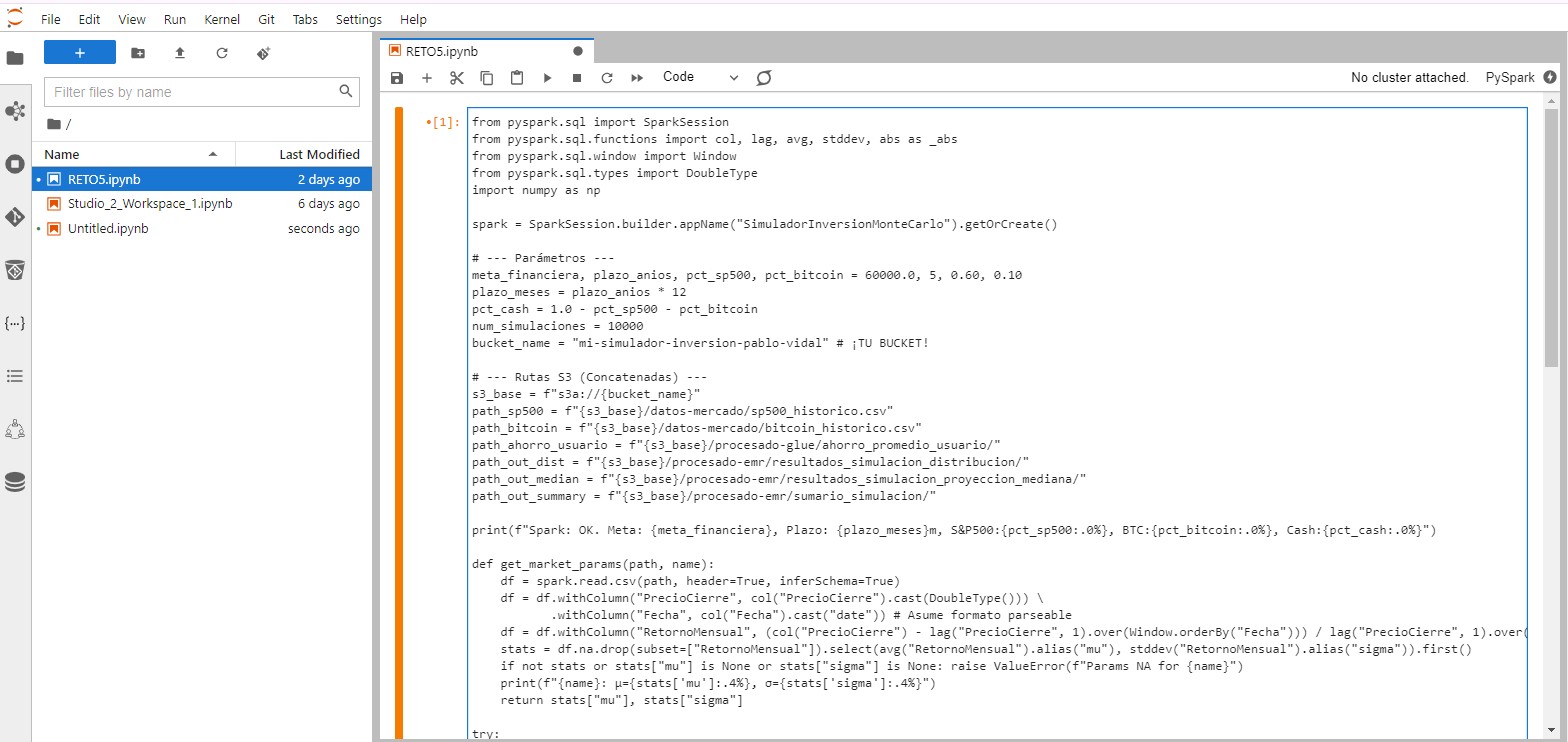 File Edit View Run Kernel Git Tabs Settings Help
Filter files by name
/
Name Last Modified
RETO5.ipynb 2 days ago
Studio_2_Workspace_1.ipynb 6 days ago
Untitled.ipynb seconds ago
RETO5.ipynb
Code No cluster attached. PySpark
[1]:
from pyspark.sql import SparkSession
from pyspark.sql.functions import col, lag, avg, stddev, abs as _abs
from pyspark.sql.window import Window
from pyspark.sql.types import DoubleType
import numpy as np
spark = SparkSession.builder.appName("SimuladorInversionMonteCarlo").getOrCreate()
# --- Parámetros ---
meta_financiera, plazo_anios, pct_sp500, pct_bitcoin = 60000.0, 5, 0.60, 0.10
plazo_meses = plazo_anios * 12
pct_cash = 1.0 - pct_sp500 - pct_bitcoin
num_simulaciones = 10000
bucket_name = "mi-simulador-inversion-pablo-vidal" # ¡TU BUCKET!
# --- Rutas S3 (Concatenadas) ---
s3_base = f"s3a://{bucket_name}"
path_sp500 = f"{s3_base}/datos-mercado/sp500_historico.csv"
path_bitcoin = f"{s3_base}/datos-mercado/bitcoin_historico.csv"
path_ahorro_usuario = f"{s3_base}/procesado-glue/ahorro_promedio_usuario/"
path_out_dist = f"{s3_base}/procesado-emr/resultados_simulacion_distribucion/"
path_out_median = f"{s3_base}/procesado-emr/resultados_simulacion_proyeccion_mediana/"
path_out_summary = f"{s3_base}/procesado-emr/sumario_simulacion/"
print(f"Spark: OK. Meta: {meta_financiera}, Plazo: {plazo_meses}m, S&P500:{pct_sp500:.0%}, BTC:{pct_bitcoin:.0%}, Cash:{pct_cash:.0%}")
def get_market_params(path, name):
    df = spark.read.csv(path, header=True, inferSchema=True)
    df = df.withColumn("PrecioCierre", col("PrecioCierre").cast(DoubleType())) \
           .withColumn("Fecha", col("Fecha").cast("date")) # Asume formato parseable
    df = df.withColumn("RetornoMensual", (col("PrecioCierre") - lag("PrecioCierre", 1).over(Window.orderBy("Fecha"))) / lag("PrecioCierre", 1).over(
    stats = df.na.drop(subset=["RetornoMensual"]).select(avg("RetornoMensual").alias("mu"), stddev("RetornoMensual").alias("sigma")).first()
    if not stats or stats["mu"] is None or stats["sigma"] is None: raise ValueError(f"Params NA for {name}")
    print(f"{name}: μ={stats['mu']:.4%}, σ={stats['sigma']:.4%}")
    return stats["mu"], stats["sigma"]
try: